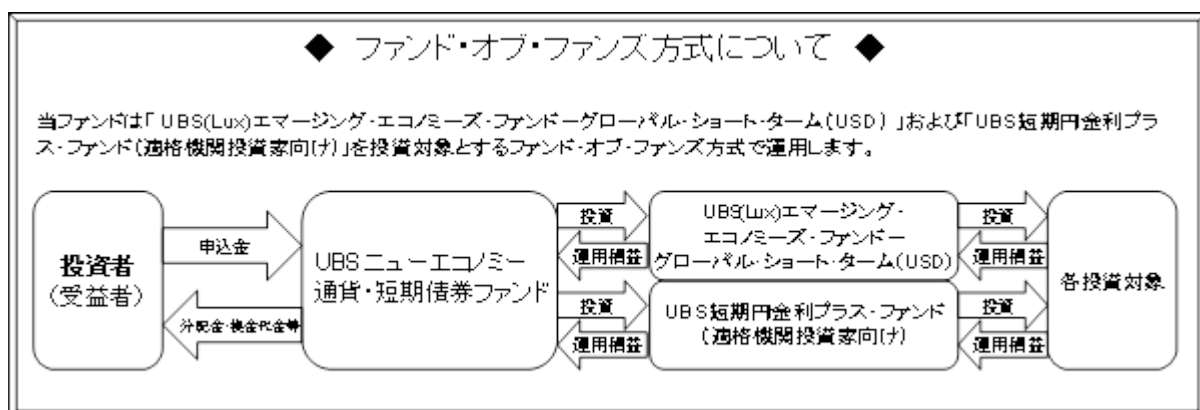 ◆ ファンド・オブ・ファンズ方式について ◆
当ファンドは「UBS(Lux)エマージング・エコノミーズ・ファンドーグローバル・ショート・ターム(USD)」および「UBS短期円金利プラ
ス・ファンド(適格機関投資家向け)」を投資対象とするファンド・オブ・ファンズ方式で運用します。
投資者
(受益者)
申込金
分配金・換金代金等
UBSニューエコノミー
通貨・短期債券ファンド
投資
運用損益
投資
運用損益
UBS(Lux)エマージング・
エコノミーズ・ファンドー
グローバル・ショート・ターム(USD)
UBS短期円金利プラス・ファンド
(適格機関投資家向け)
投資
運用損益
投資
運用損益
各投資対象